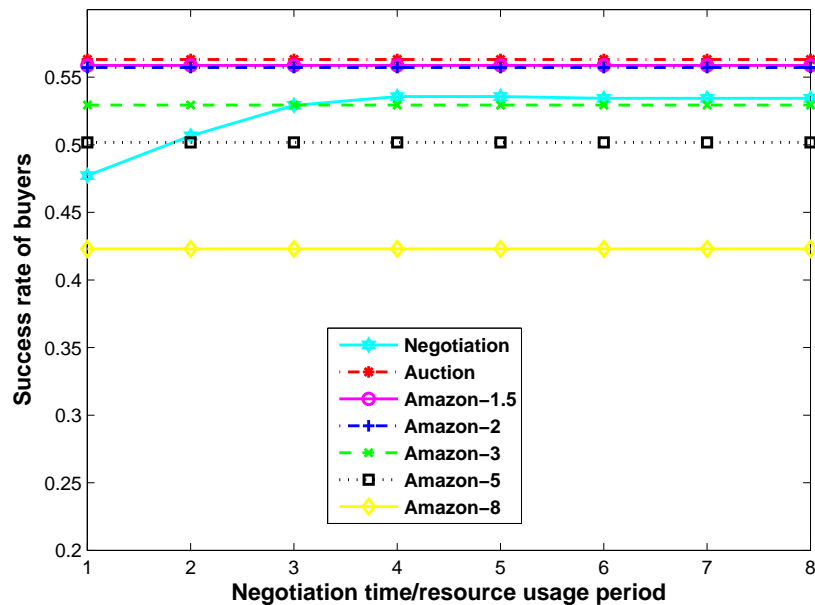 Success rate of buyers
0.55
0.5
0.45
0.4
0.35
0.3
0.25
0.2
Negotiation
Auction
Amazon−1.5
Amazon−2
Amazon−3
Amazon−5
Amazon−8
1 2 3 4 5 6 7 8
Negotiation time/resource usage period